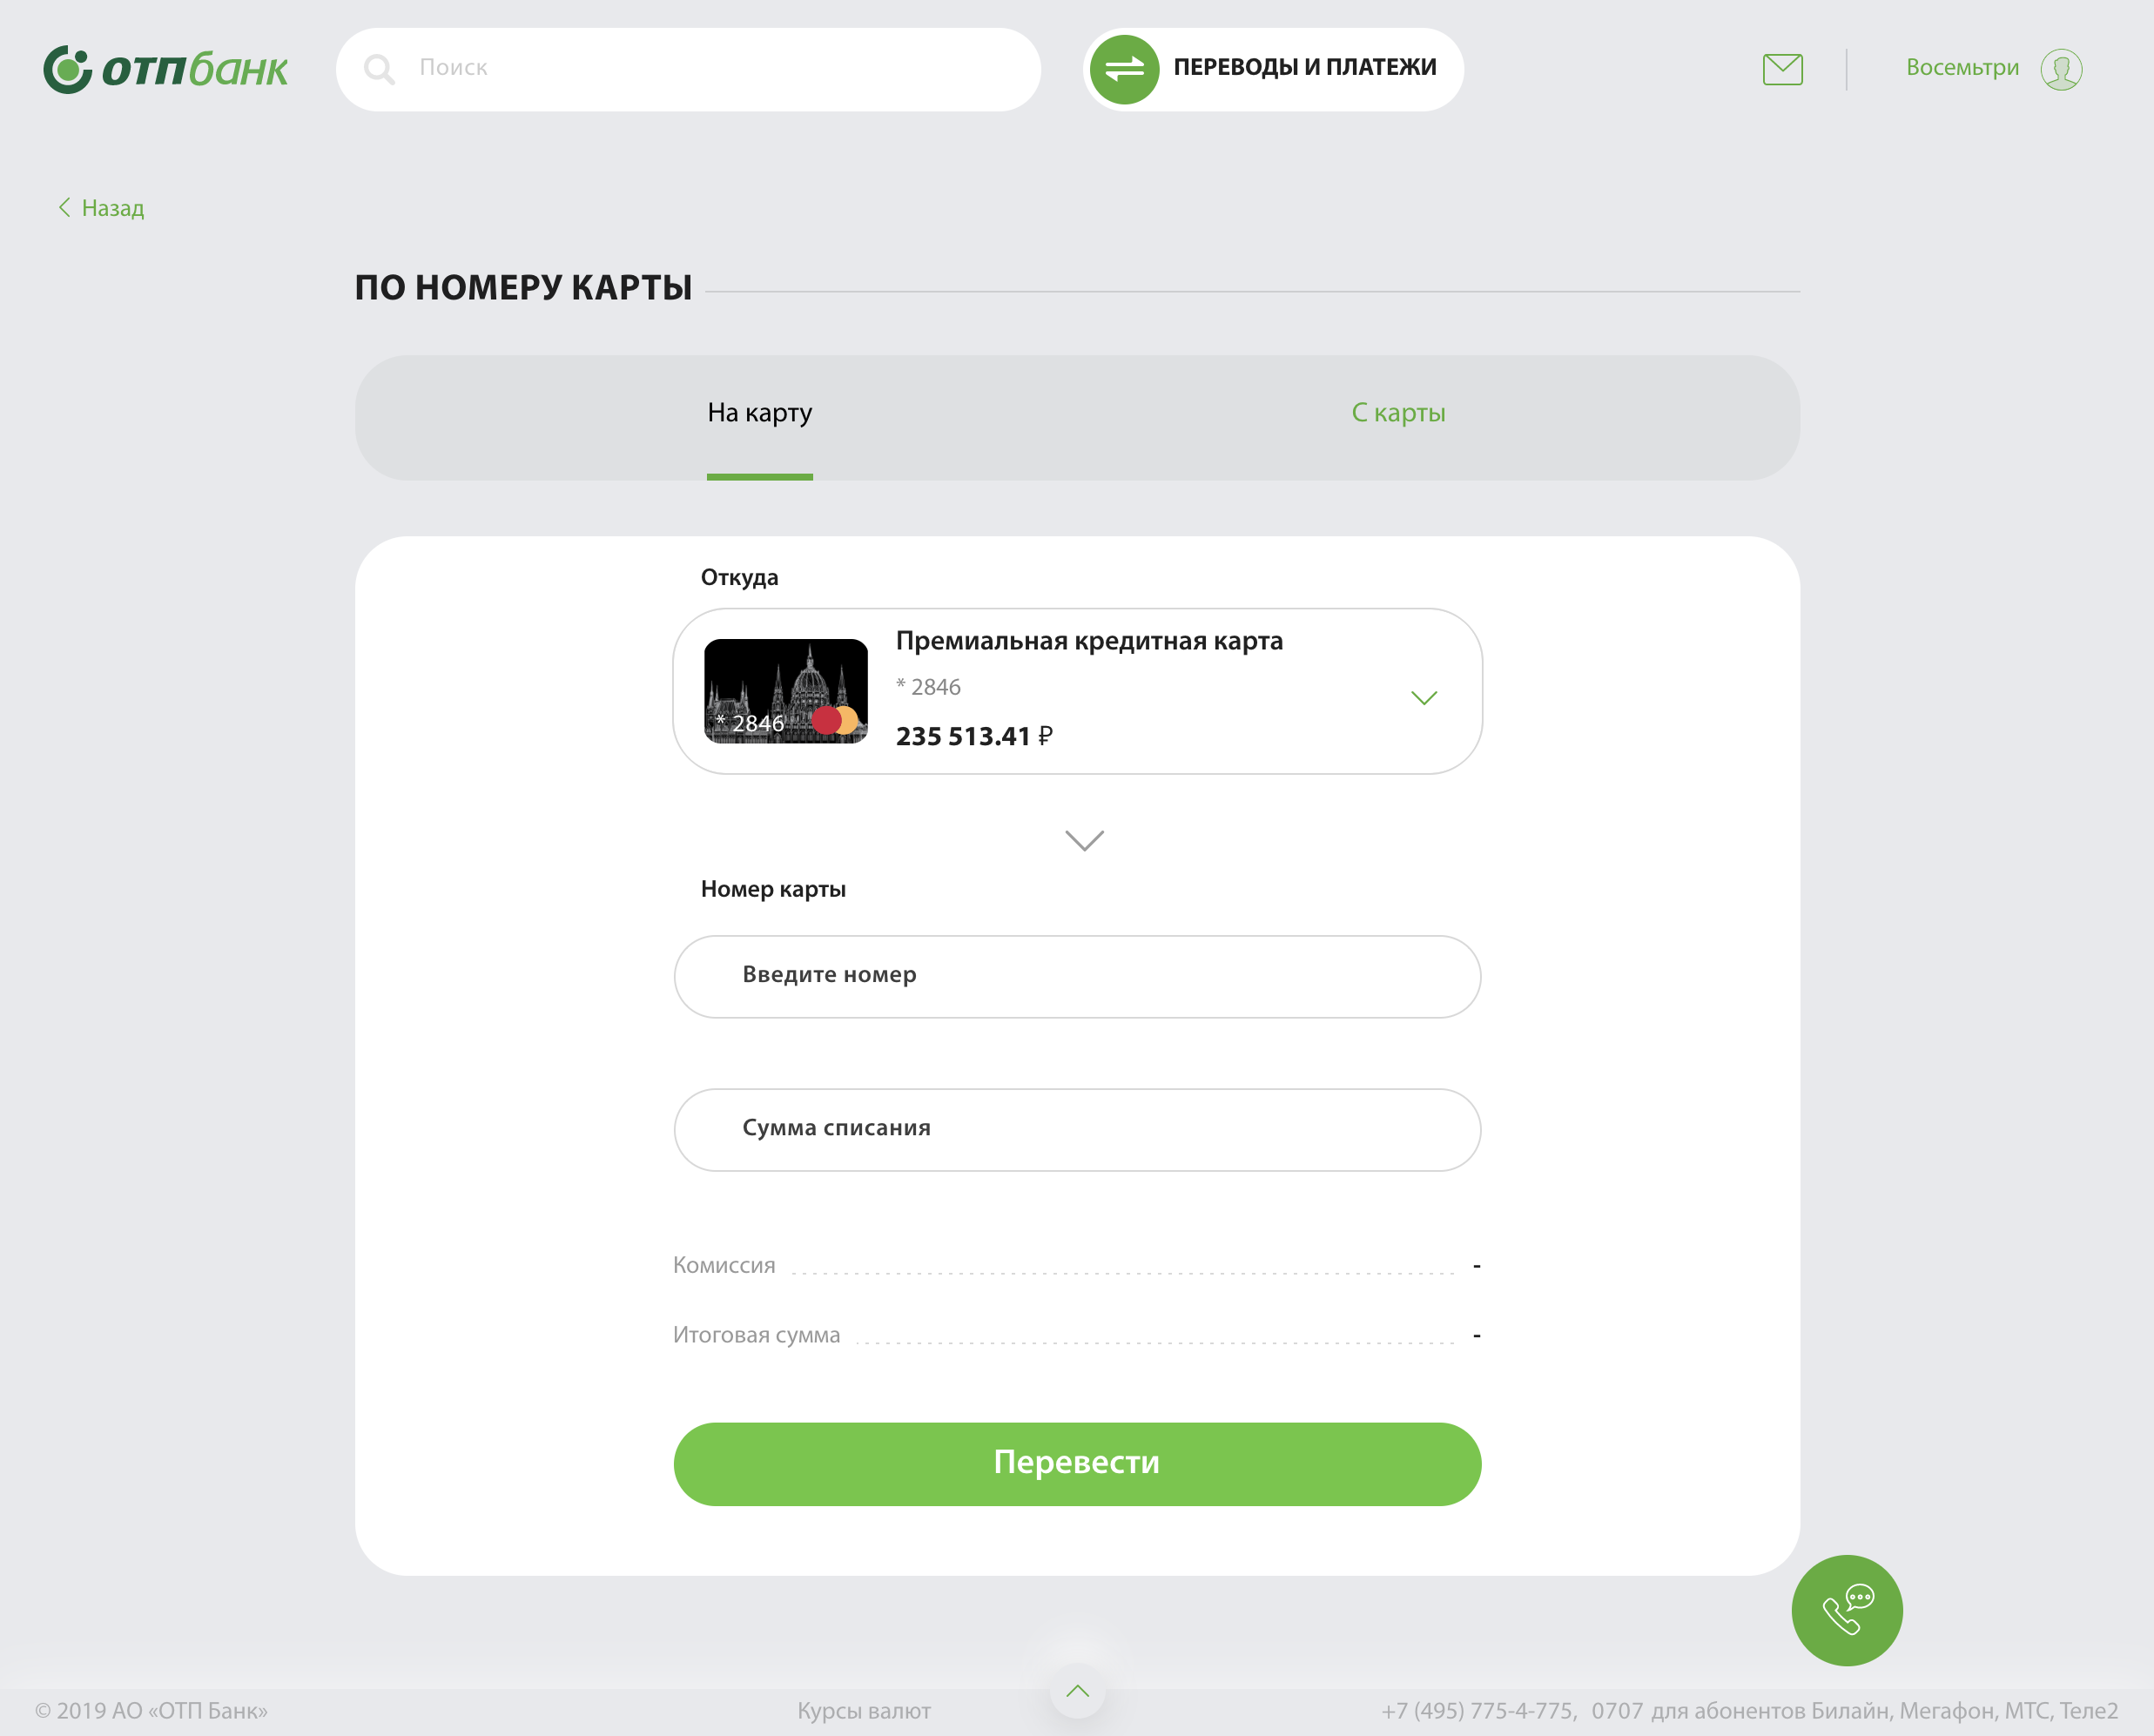 отпбанк
Поиск
ПЕРЕВОДЫ И ПЛАТЕЖИ
Восемьтри
Назад
ПО НОМЕРУ КАРТЫ
На карту
С карты
Откуда
Премиальная кредитная карта
* 2846
* 2846
235 513.41 ₽
Номер карты
Введите номер
Сумма списания
Комиссия -
Итоговая сумма -
Перевести
© 2019 АО «ОТП Банк»
Курсы валют
+7 (495) 775-4-775, 0707 для абонентов Билайн, Мегафон, МТС, Теле2